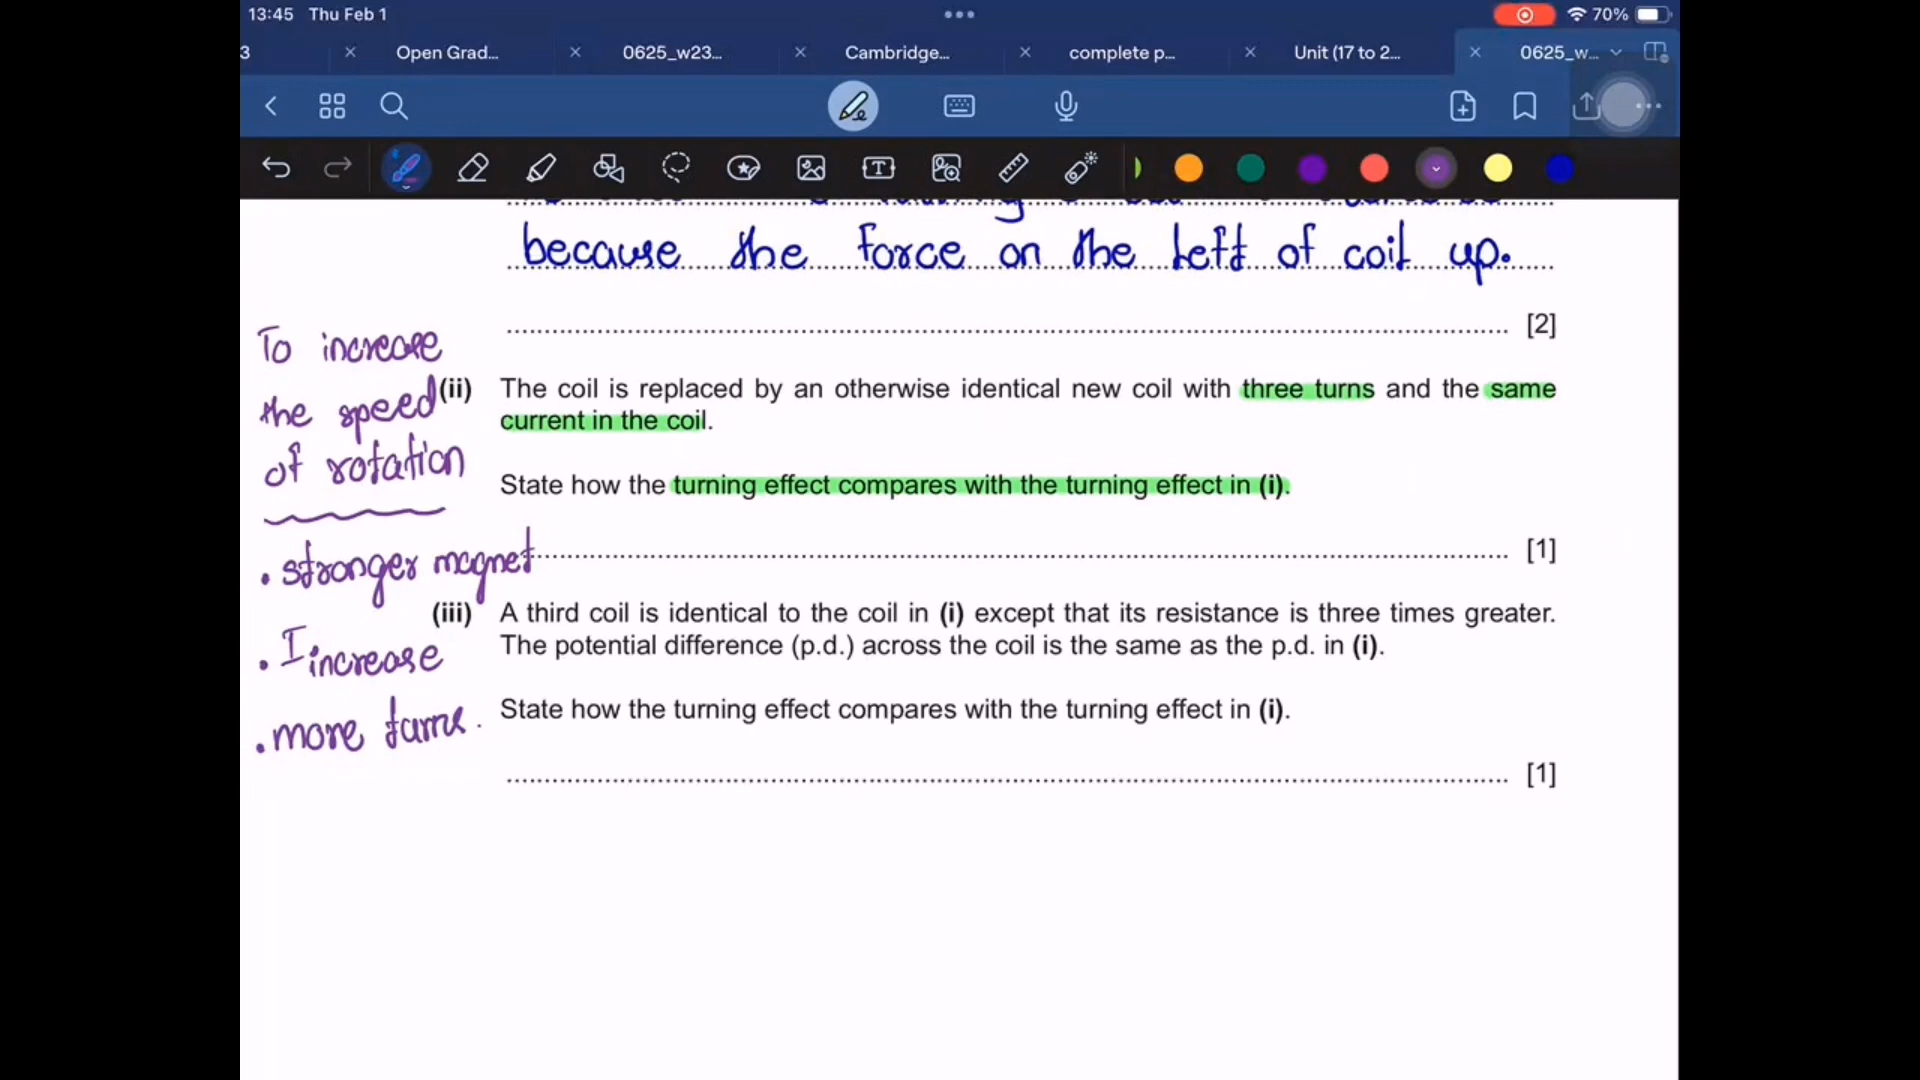 13:45 Thu Feb 1
70%
3
Open Grad...
0625_w23...
Cambridge...
complete p...
Unit (17 to 2...
0625_w...
because the force on the left of coil up.
[2]
To increase
the speed
of rotation
. stronger magnet
. I increase
. more turns.
(ii) The coil is replaced by an otherwise identical new coil with three turns and the same
current in the coil.
State how the turning effect compares with the turning effect in (i).
[1]
(iii) A third coil is identical to the coil in (i) except that its resistance is three times greater.
The potential difference (p.d.) across the coil is the same as the p.d. in (i).
State how the turning effect compares with the turning effect in (i).
[1]